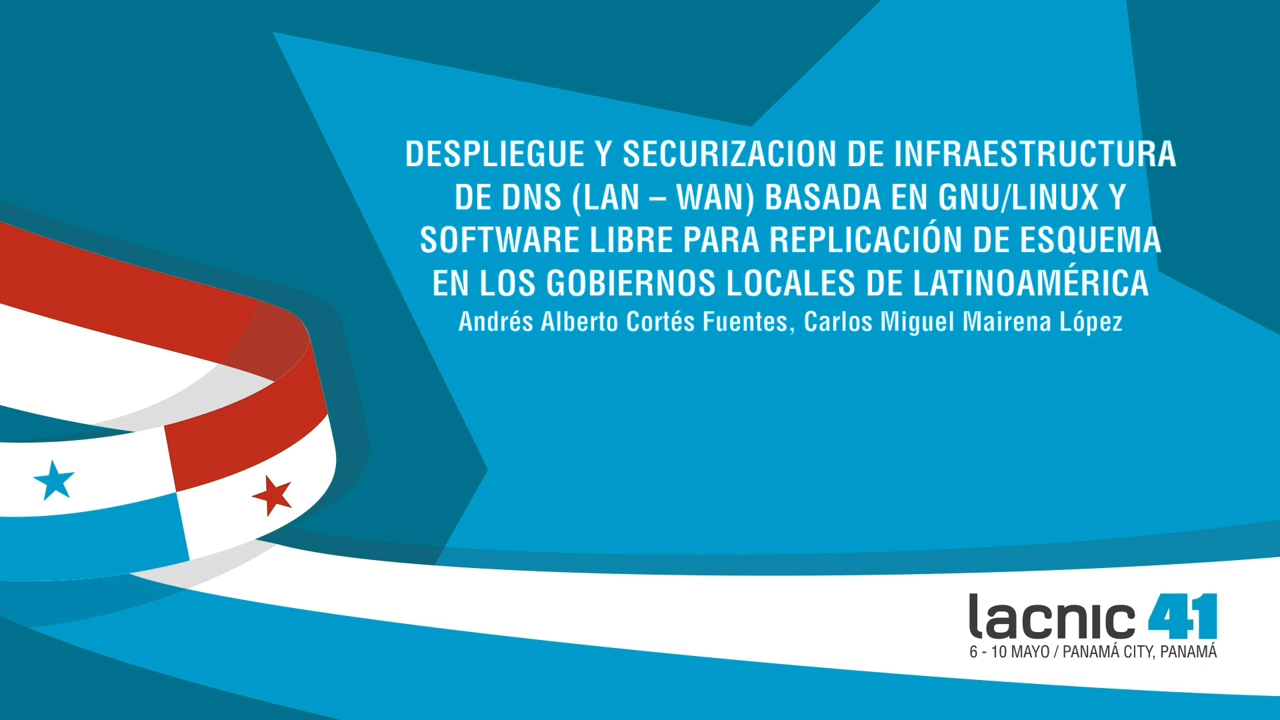 DESPLIEGUE Y SECURIZACION DE INFRAESTRUCTURA
DE DNS (LAN – WAN) BASADA EN GNU/LINUX Y
SOFTWARE LIBRE PARA REPLICACIÓN DE ESQUEMA
EN LOS GOBIERNOS LOCALES DE LATINOAMÉRICA
Andrés Alberto Cortés Fuentes, Carlos Miguel Mairena López
lacnic 41
6 - 10 MAYO / PANAMÁ CITY, PANAMÁ